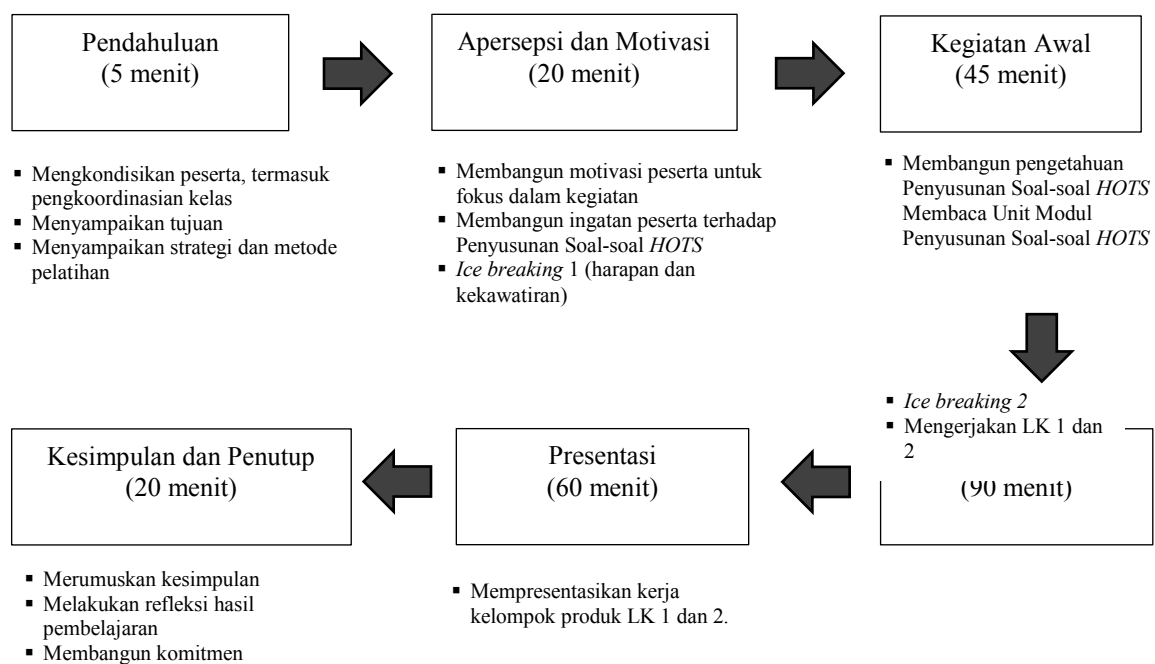 Pendahuluan
(5 menit)
▪ Mengkondisikan peserta, termasuk
pengkoordinasian kelas
▪ Menyampaikan tujuan
▪ Menyampaikan strategi dan metode
pelatihan
Apersepsi dan Motivasi
(20 menit)
▪ Membangun motivasi peserta untuk
fokus dalam kegiatan
▪ Membangun ingatan peserta terhadap
Penyusunan Soal-soal HOTS
▪ Ice breaking 1 (harapan dan
kekawatiran)
Kegiatan Awal
(45 menit)
▪ Membangun pengetahuan
Penyusunan Soal-soal HOTS
Membaca Unit Modul
Penyusunan Soal-soal HOTS
▪ Ice breaking 2
▪ Mengerjakan LK 1 dan
2
(90 menit)
Presentasi
(60 menit)
▪ Mempresentasikan kerja
kelompok produk LK 1 dan 2.
Kesimpulan dan Penutup
(20 menit)
▪ Merumuskan kesimpulan
▪ Melakukan refleksi hasil
pembelajaran
▪ Membangun komitmen